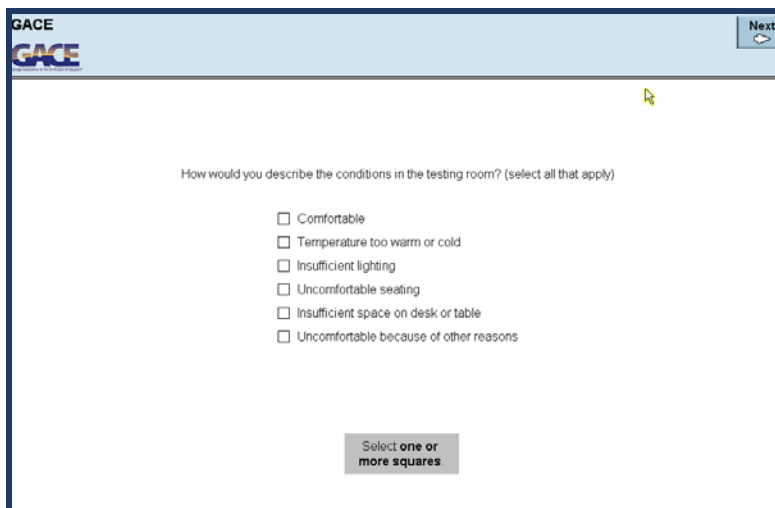 GACE
Next
GACE
How would you describe the conditions in the testing room? (select all that apply)
Comfortable
Temperature too warm or cold
Insufficient lighting
Uncomfortable seating
Insufficient space on desk or table
Uncomfortable because of other reasons
Select one or
more squares.